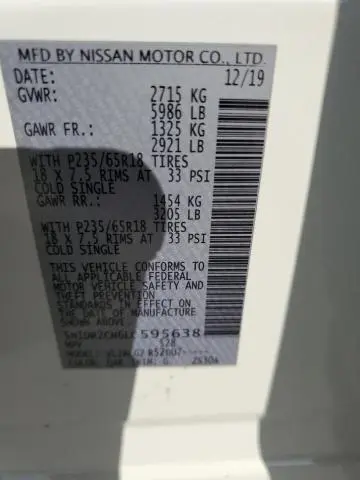 MFD BY NISSAN MOTOR CO., LTD.
DATE: 12/19
GVWR: 2715 KG
5986 LB
GAWR FR.: 1325 KG
2921 LB
WITH P235/65R18 TIRES
18 X 7.5 RIMS AT 33 PSI
COLD SINGLE
GAWR RR.: 1454 KG
3205 LB
WITH P235/65R18 TIRES
18 X 7.5 RIMS AT 33 PSI
COLD SINGLE
THIS VEHICLE CONFORMS TO
ALL APPLICABLE FEDERAL
MOTOR VEHICLE SAFETY AND
THEFT PREVENTION
STANDARDS IN EFFECT ON
THE DATE OF MANUFACTURE
SHOWN ABOVE
595638
MPV S28
MODEL:
COLOR: